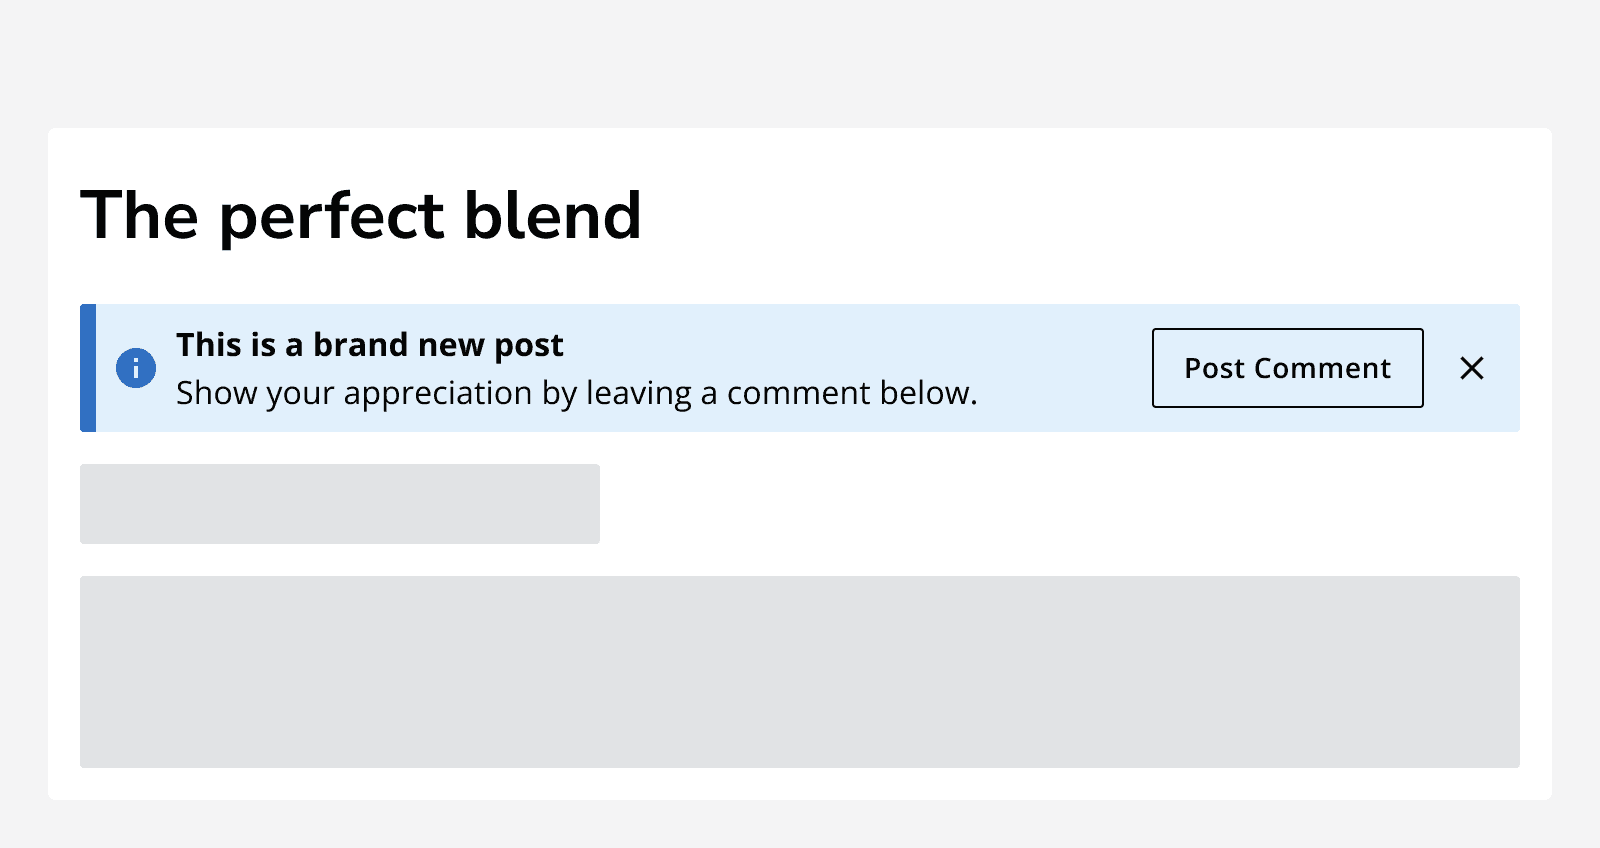 The perfect blend
This is a brand new post
Show your appreciation by leaving a comment below.
Post Comment